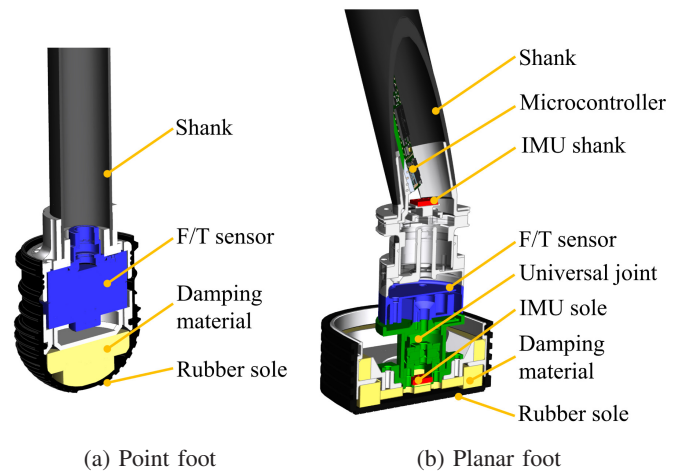 Shank
F/T sensor
Damping
material
Rubber sole
(a) Point foot
Shank
Microcontroller
IMU shank
F/T sensor
Universal joint
IMU sole
Damping
material
Rubber sole
(b) Planar foot